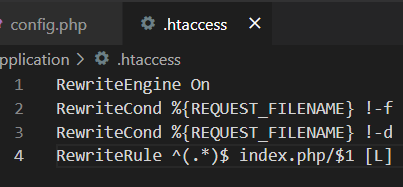 config.php .htaccess
pplication > .htaccess
1 RewriteEngine On
2 RewriteCond %{REQUEST_FILENAME} !-f
3 RewriteCond %{REQUEST_FILENAME} !-d
4 RewriteRule ^(.*)$ index.php/$1 [L]